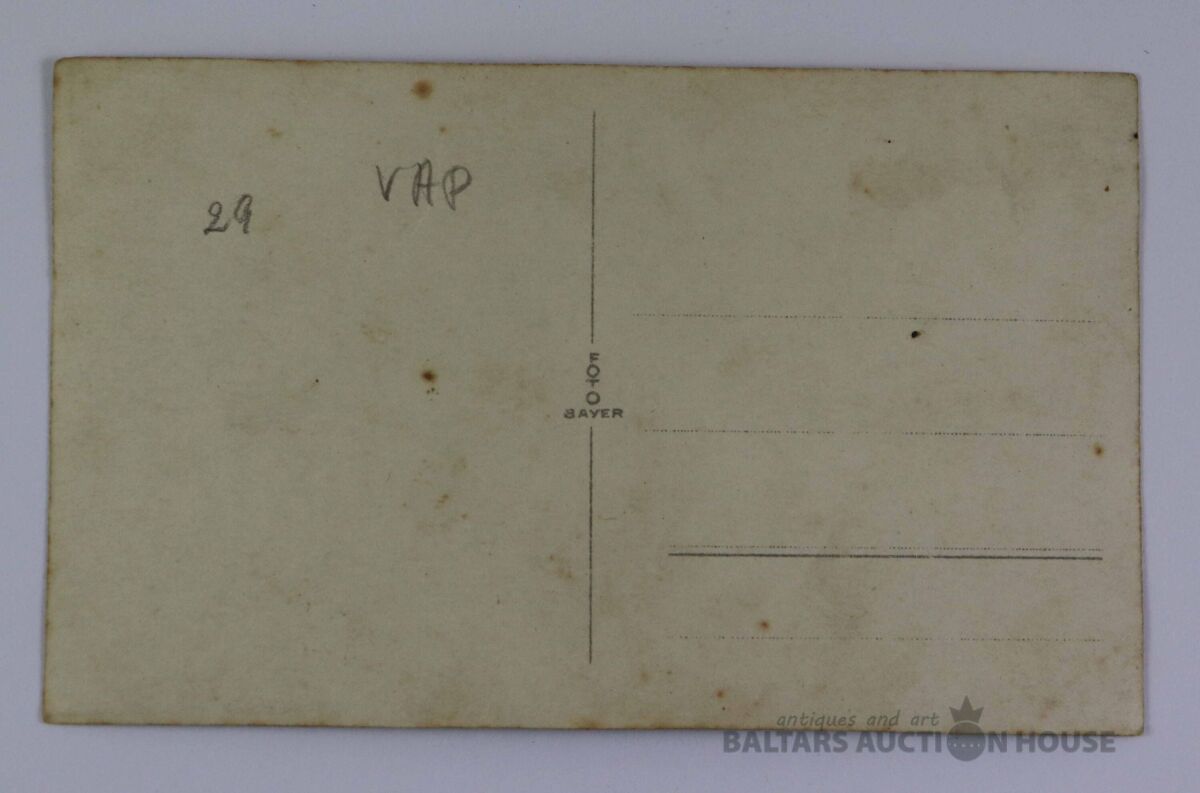 VAP
29
FOTO
BAYER
antiques and art
BALTARS AUCTION HOUSE